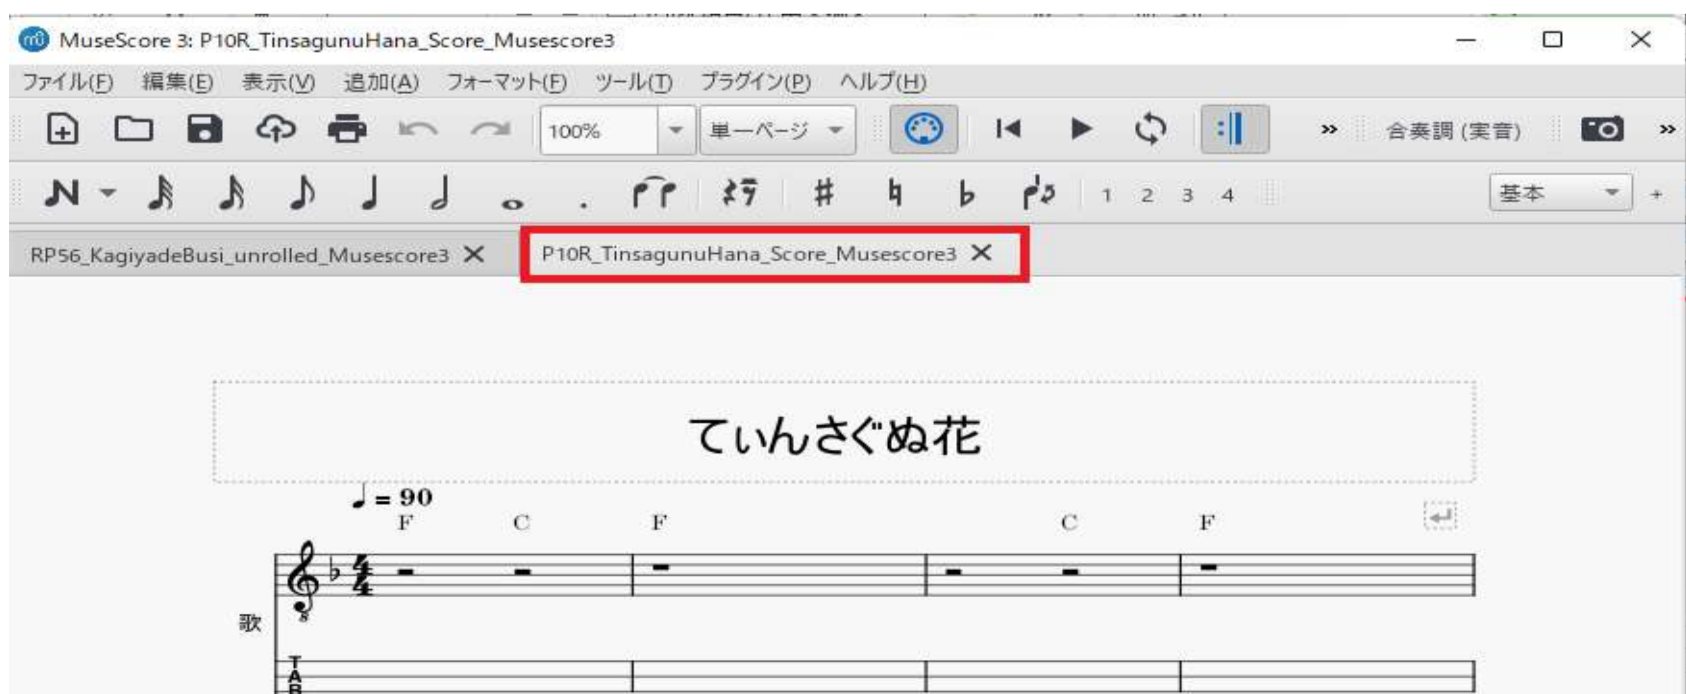 MuseScore 3: P10R_TinsagunuHana_Score_Musescore3
ファイル(F) 編集(E) 表示(V) 追加(A) フォーマット(F) ツール(T) プラグイン(P) ヘルプ(H)
100% 単一ページ » 合奏調 (実音) »
1 2 3 4 基本 +
RP56_KagiyadeBusi_unrolled_Musescore3 P10R_TinsagunuHana_Score_Musescore3
てぃんさぐぬ花
= 90
F C F C F
歌
T
A
B